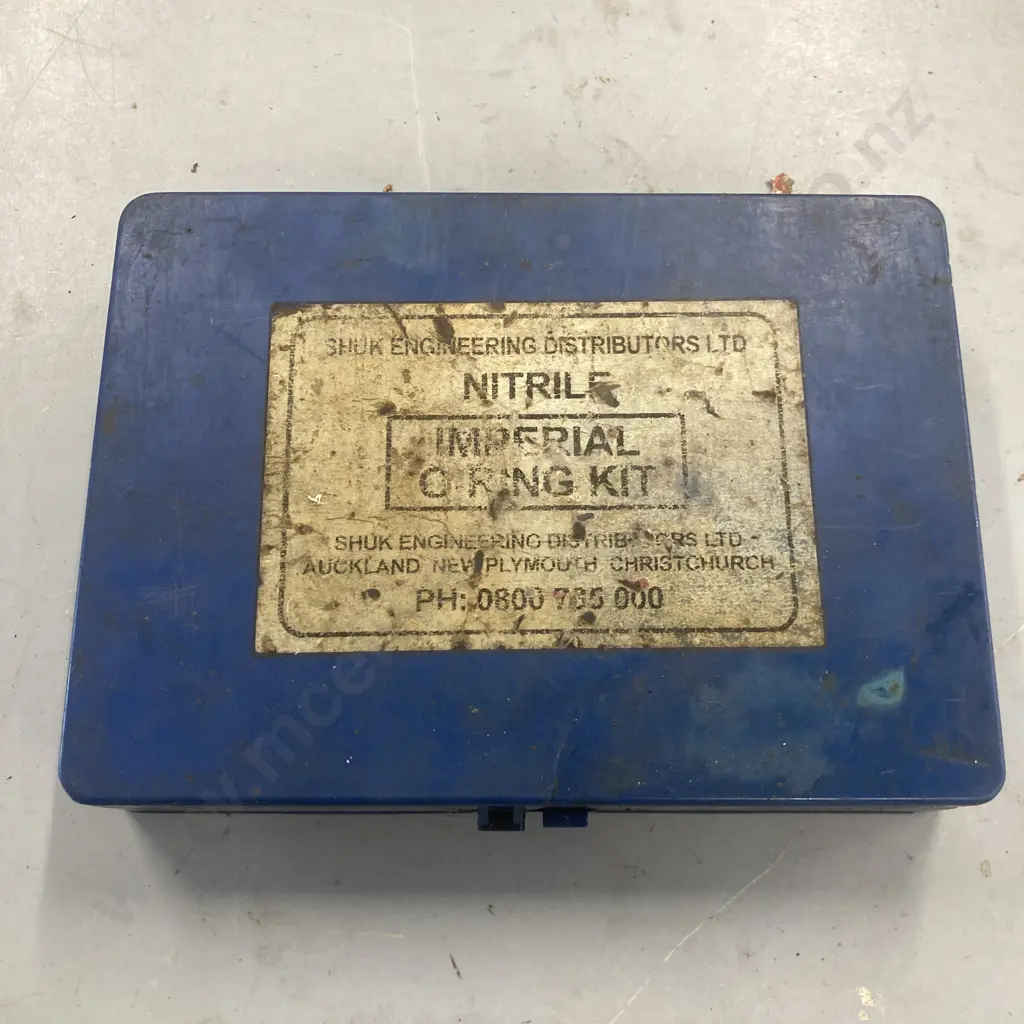 SHUK ENGINEERING DISTRIBUTORS LTD
NITRILE
IMPERIAL
O-RING KIT
SHUK ENGINEERING DISTRIBUTORS LTD
AUCKLAND NEW PLYMOUTH CHRISTCHURCH
PH: 0800 785 000